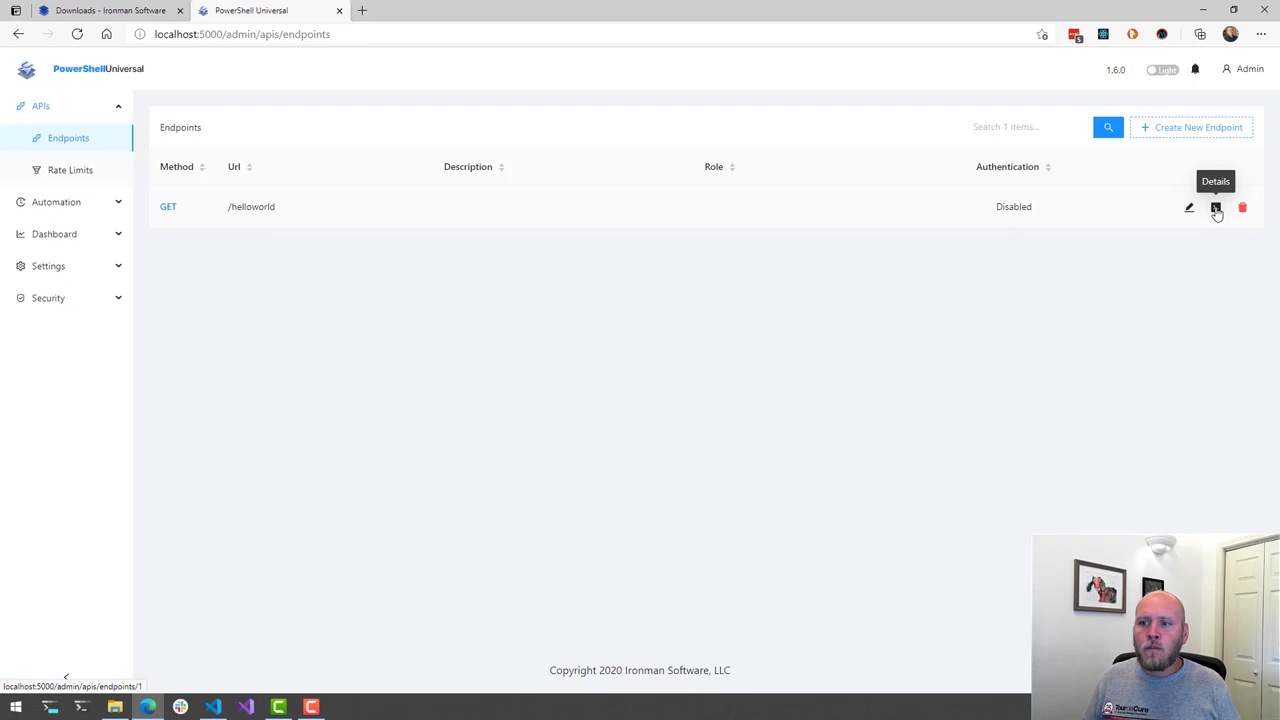 Downloads - Ironman Software
PowerShell Universal
localhost:5000/admin/apis/endpoints
5
PowerShellUniversal
1.6.0
Light
Admin
APIs
Endpoints
Rate Limits
Automation
Dashboard
Settings
Security
Endpoints
Search 1 items...
Create New Endpoint
Method
Url
Description
Role
Authentication
Details
GET
/helloworld
Disabled
Copyright 2020 Ironman Software, LLC
localhost:5000/admin/apis/endpoints/1
TourdeCure